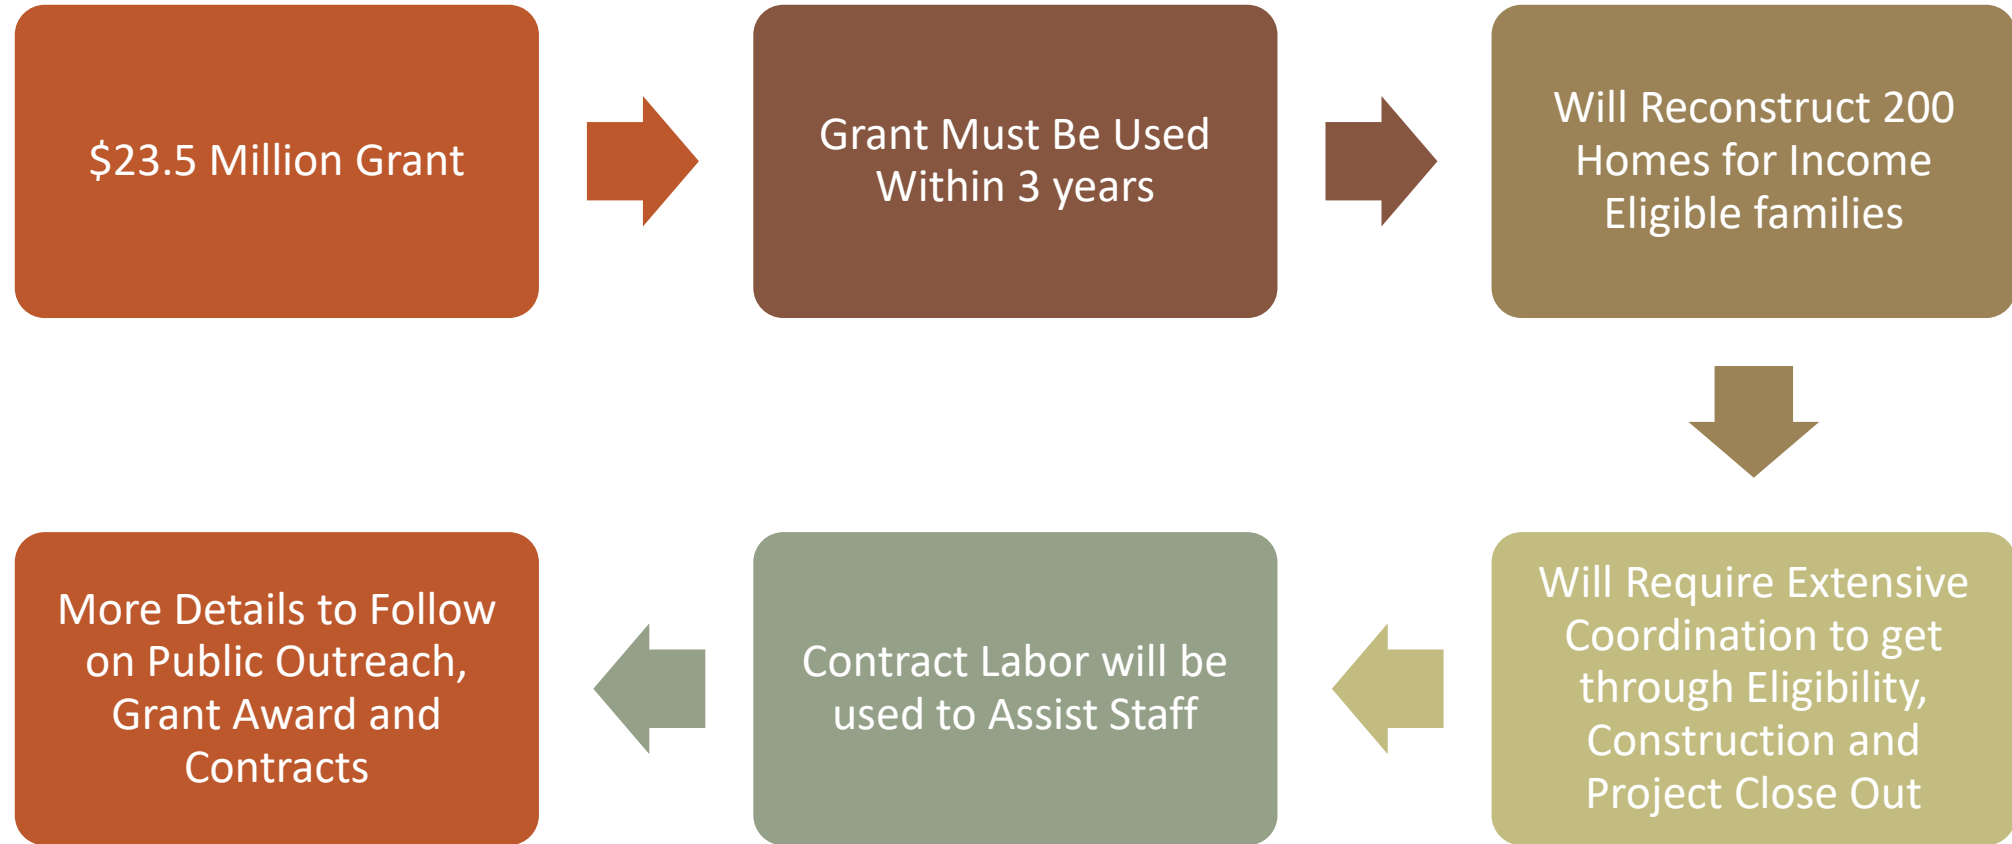 $23.5 Million Grant
Grant Must Be Used
Within 3 years
Will Reconstruct 200
Homes for Income
Eligible families
Will Require Extensive
Coordination to get
through Eligibility,
Construction and
Project Close Out
Contract Labor will be
used to Assist Staff
More Details to Follow
on Public Outreach,
Grant Award and
Contracts